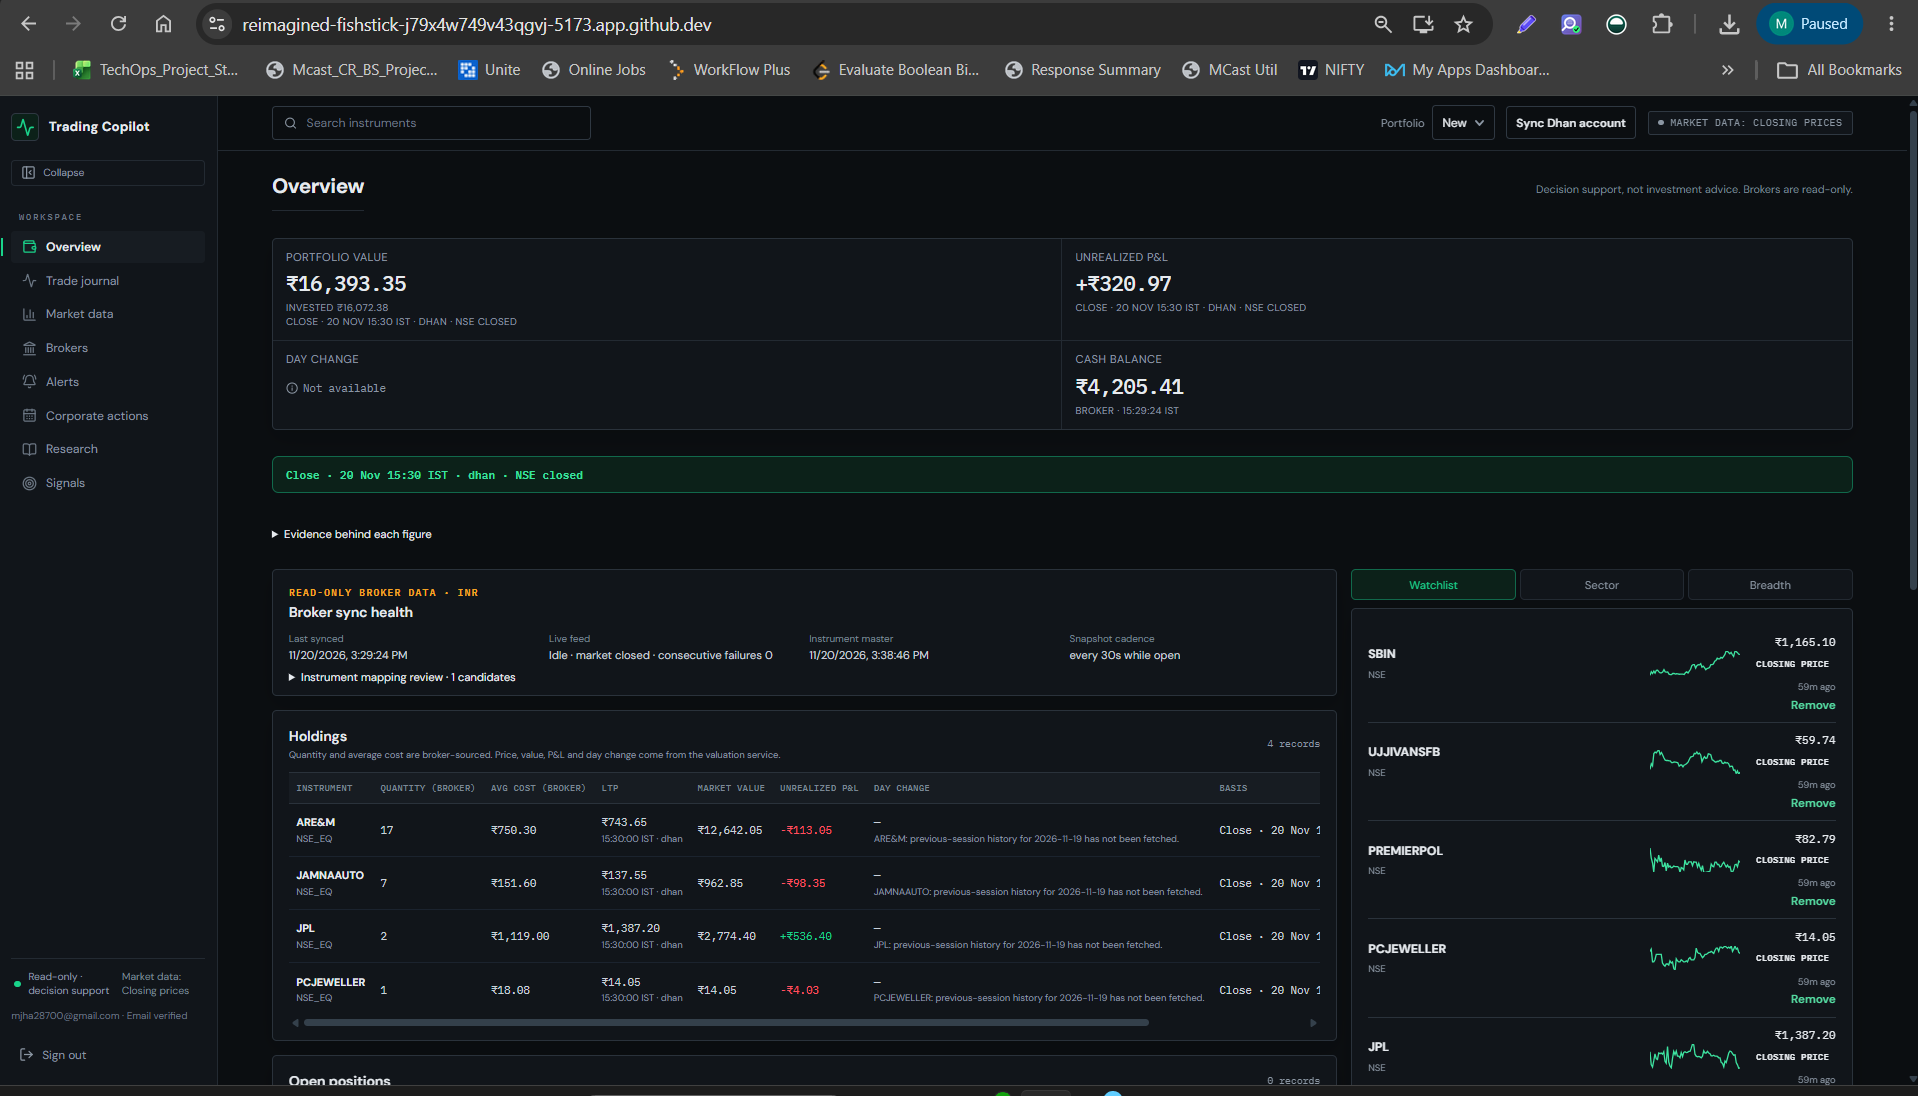 reimagined-fishstick-j79x4w749v43qgvj-5173.app.github.dev
M Paused
TechOps_Project_St...
Mcast_CR_BS_Projec...
Unite
Online Jobs
WorkFlow Plus
Evaluate Boolean Bi...
Response Summary
MCast Util
NIFTY
My Apps Dashboar...
All Bookmarks
Trading Copilot
Collapse
WORKSPACE
Overview
Trade journal
Market data
Brokers
Alerts
Corporate actions
Research
Signals
Read-only · decision support
Market data: Closing prices
mjha28700@gmail.com · Email verified
Sign out
Search instruments
Portfolio
New
Sync Dhan account
MARKET DATA: CLOSING PRICES
Overview
Decision support, not investment advice. Brokers are read-only.
PORTFOLIO VALUE
₹16,393.35
INVESTED ₹16,072.38
CLOSE · 20 NOV 15:30 IST · DHAN · NSE CLOSED
UNREALIZED P&L
+₹320.97
CLOSE · 20 NOV 15:30 IST · DHAN · NSE CLOSED
DAY CHANGE
Not available
CASH BALANCE
₹4,205.41
BROKER · 15:29:24 IST
Close · 20 Nov 15:30 IST · dhan · NSE closed
Evidence behind each figure
READ-ONLY BROKER DATA · INR
Broker sync health
Last synced
11/20/2026, 3:29:24 PM
Live feed
Idle · market closed · consecutive failures 0
Instrument master
11/20/2026, 3:38:46 PM
Snapshot cadence
every 30s while open
Instrument mapping review · 1 candidates
Holdings
Quantity and average cost are broker-sourced. Price, value, P&L and day change come from the valuation service.
4 records
INSTRUMENT QUANTITY (BROKER) AVG COST (BROKER) LTP MARKET VALUE UNREALIZED P&L DAY CHANGE BASIS
ARE&M
NSE_EQ
17
₹750.30
₹743.65
15:30:00 IST · dhan
₹12,642.05
-₹113.05
—
ARE&M: previous-session history for 2026-11-19 has not been fetched.
Close · 20 Nov 1
JAMNAAUTO
NSE_EQ
7
₹151.60
₹137.55
15:30:00 IST · dhan
₹962.85
-₹98.35
—
JAMNAAUTO: previous-session history for 2026-11-19 has not been fetched.
Close · 20 Nov 1
JPL
NSE_EQ
2
₹1,119.00
₹1,387.20
15:30:00 IST · dhan
₹2,774.40
+₹536.40
—
JPL: previous-session history for 2026-11-19 has not been fetched.
Close · 20 Nov 1
PCJEWELLER
NSE_EQ
1
₹18.08
₹14.05
15:30:00 IST · dhan
₹14.05
-₹4.03
—
PCJEWELLER: previous-session history for 2026-11-19 has not been fetched.
Close · 20 Nov 1
Open positions
0 records
Watchlist
Sector
Breadth
SBIN
NSE
₹1,165.10
CLOSING PRICE
59m ago
Remove
UJJIVANSFB
NSE
₹59.74
CLOSING PRICE
59m ago
Remove
PREMIERPOL
NSE
₹82.79
CLOSING PRICE
59m ago
Remove
PCJEWELLER
NSE
₹14.05
CLOSING PRICE
59m ago
Remove
JPL
NSE
₹1,387.20
CLOSING PRICE
59m ago